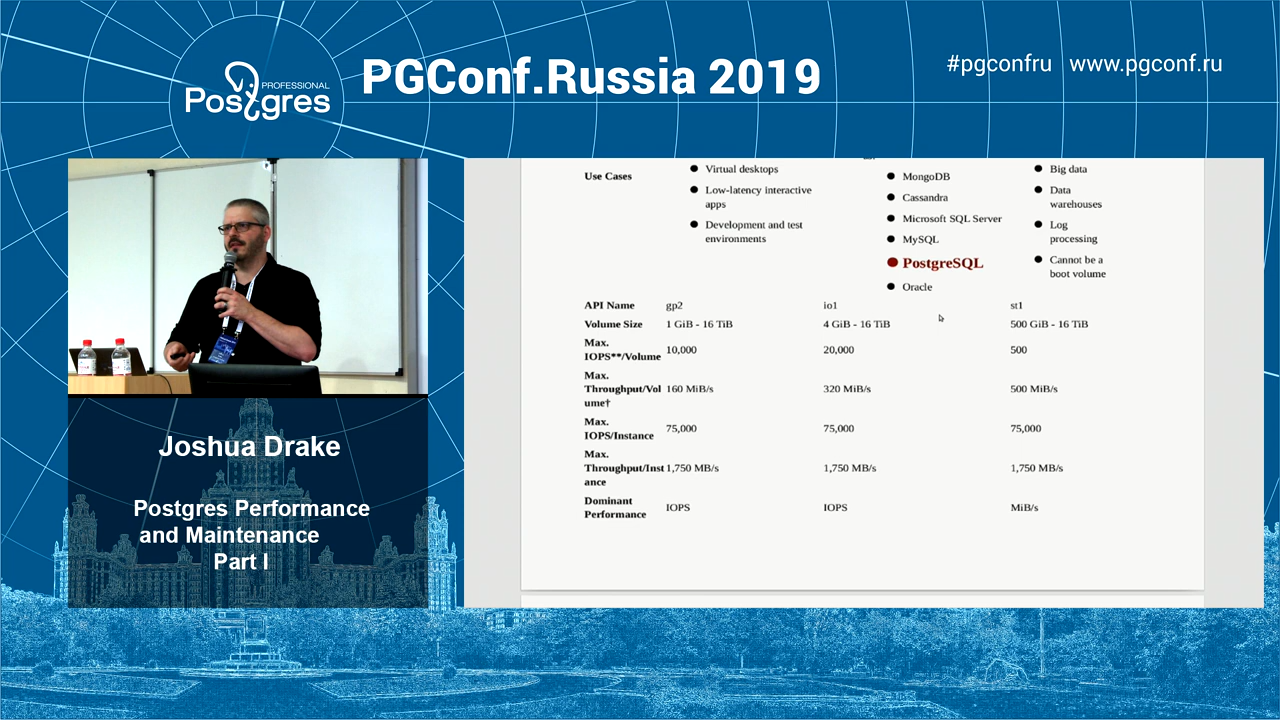 PROFESSIONAL
Postgres
PGConf.Russia 2019
#pgconfru www.pgconf.ru
Joshua Drake
Postgres Performance
and Maintenance
Part I
Use Cases
Virtual desktops
Low-latency interactive
apps
Development and test
environments
MongoDB
Cassandra
Microsoft SQL Server
MySQL
PostgreSQL
Oracle
Big data
Data
warehouses
Log
processing
Cannot be a
boot volume
API Name gp2 io1 st1
Volume Size 1 GiB - 16 TiB 4 GiB - 16 TiB 500 GiB - 16 TiB
Max.
IOPS**/Volume 10,000 20,000 500
Max.
Throughput/Vol 160 MiB/s 320 MiB/s 500 MiB/s
ume†
Max.
IOPS/Instance 75,000 75,000 75,000
Max.
Throughput/Inst 1,750 MB/s 1,750 MB/s 1,750 MB/s
ance
Dominant
Performance IOPS IOPS MiB/s